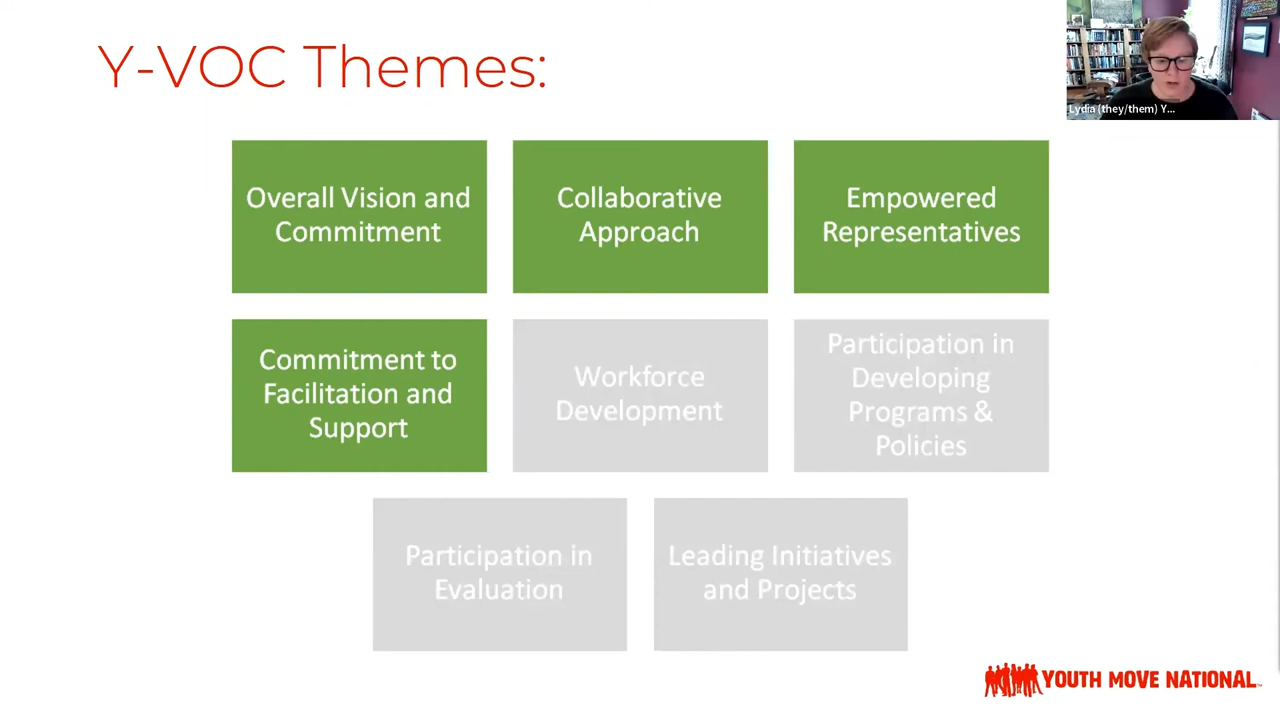 Y-VOC Themes:
Lydia (they/them) Y...
Overall Vision and
Commitment
Collaborative
Approach
Empowered
Representatives
Commitment to
Facilitation and
Support
Workforce
Development
Participation in
Developing
Programs &
Policies
Participation in
Evaluation
Leading Initiatives
and Projects
YOUTH MOVE NATIONAL